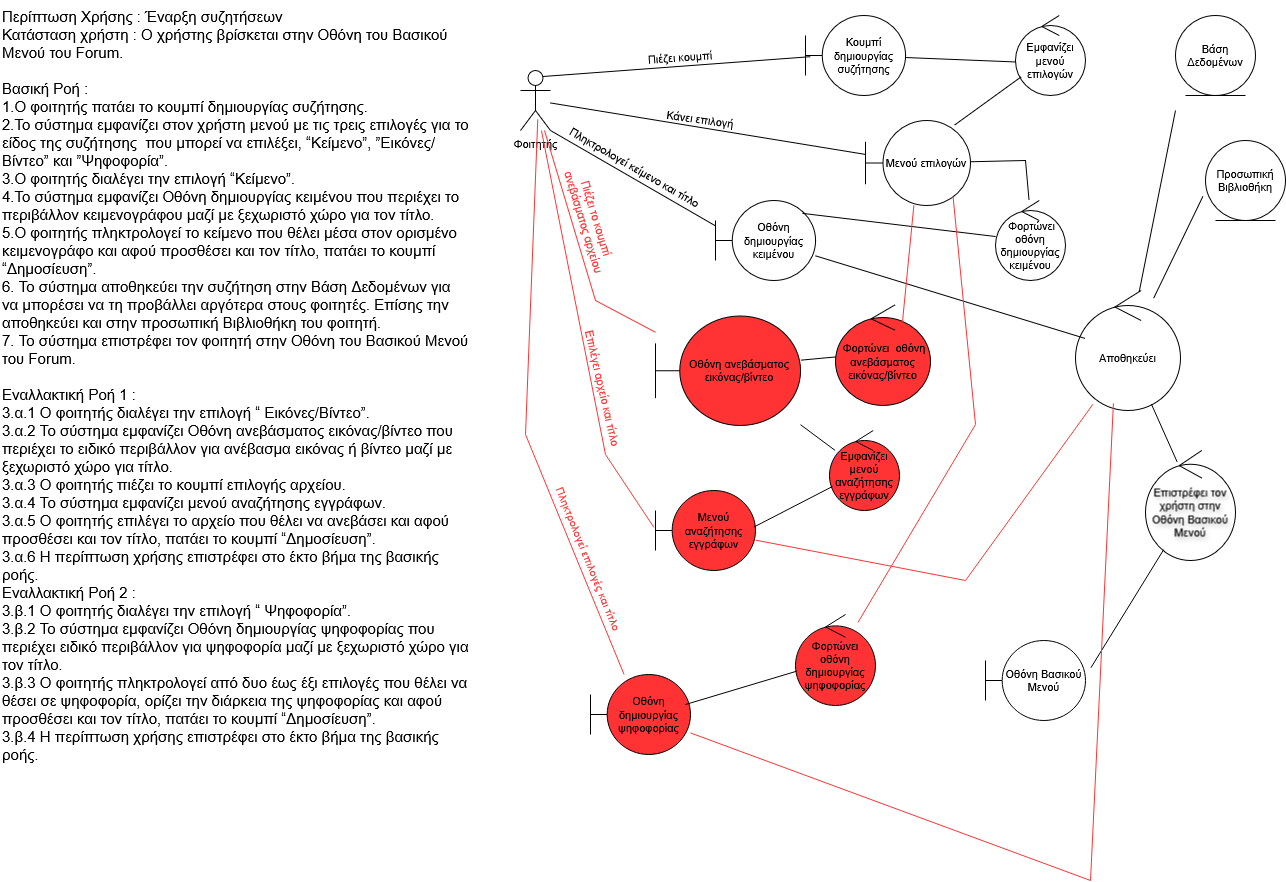 Περίπτωση Χρήσης : Έναρξη συζητήσεων
Κατάσταση χρήστη : Ο χρήστης βρίσκεται στην Οθόνη του Βασικού
Μενού του Forum.
Βασική Ροή :
1.Ο φοιτητής πατάει το κουμπί δημιουργίας συζήτησης.
2.Το σύστημα εμφανίζει στον χρήστη μενού με τις τρεις επιλογές για το
είδος της συζήτησης  που μπορεί να επιλέξει, “Κείμενο”, ”Εικόνες/
Βίντεο” και ”Ψηφοφορία”.
3.Ο φοιτητής διαλέγει την επιλογή “Κείμενο”.
4.Το σύστημα εμφανίζει Οθόνη δημιουργίας κειμένου που περιέχει το
περιβάλλον κειμενογράφου μαζί με ξεχωριστό χώρο για τον τίτλο.
5.Ο φοιτητής πληκτρολογεί το κείμενο που θέλει μέσα στον ορισμένο
κειμενογράφο και αφού προσθέσει και τον τίτλο, πατάει το κουμπί
“Δημοσίευση”.
6. Το σύστημα αποθηκεύει την συζήτηση στην Βάση Δεδομένων για
να μπορέσει να τη προβάλλει αργότερα στους φοιτητές. Επίσης την
αποθηκεύει και στην προσωπική Βιβλιοθήκη του φοιτητή.
7. Το σύστημα επιστρέφει τον φοιτητή στην Οθόνη του Βασικού Μενού
του Forum.
Εναλλακτική Ροή 1 :
3.α.1 Ο φοιτητής διαλέγει την επιλογή “ Εικόνες/Βίντεο”.
3.α.2 Το σύστημα εμφανίζει Οθόνη ανεβάσματος εικόνας/βίντεο που
περιέχει το ειδικό περιβάλλον για ανέβασμα εικόνας ή βίντεο μαζί με
ξεχωριστό χώρο για τίτλο.
3.α.3 Ο φοιτητής πιέζει το κουμπί επιλογής αρχείου.
3.α.4 Το σύστημα εμφανίζει μενού αναζήτησης εγγράφων.
3.α.5 Ο φοιτητής επιλέγει το αρχείο που θέλει να ανεβάσει και αφού
προσθέσει και τον τίτλο, πατάει το κουμπί “Δημοσίευση”.
3.α.6 Η περίπτωση χρήσης επιστρέφει στο έκτο βήμα της βασικής
ροής.
Εναλλακτική Ροή 2 :
3.β.1 Ο φοιτητής διαλέγει την επιλογή “ Ψηφοφορία”.
3.β.2 Το σύστημα εμφανίζει Οθόνη δημιουργίας ψηφοφορίας που
περιέχει ειδικό περιβάλλον για ψηφοφορία μαζί με ξεχωριστό χώρο για
τον τίτλο.
3.β.3 Ο φοιτητής πληκτρολογεί από δυο έως έξι επιλογές που θέλει να
θέσει σε ψηφοφορία, ορίζει την διάρκεια της ψηφοφορίας και αφού
προσθέσει και τον τίτλο, πατάει το κουμπί “Δημοσίευση”.
3.β.4 Η περίπτωση χρήσης επιστρέφει στο έκτο βήμα της βασικής
ροής.
Φοιτητής
Πιέζει κουμπί
Κουμπί
δημιουργίας
συζήτησης
Εμφανίζει
μενού
επιλογών
Βάση
Δεδομένων
Κάνει επιλογή
Μενού επιλογών
Προσωπική
Βιβλιοθήκη
Πληκτρολογεί κείμενο και τίτλο
Οθόνη
δημιουργίας
κειμένου
Φορτώνει
οθόνη
δημιουργίας
κειμένου
Πιέζει το κουμπί
ανεβάσματος αρχείου
Οθόνη ανεβάσματος
εικόνας/βίντεο
Φορτώνει  οθόνη
ανεβάσματος
εικόνας/βίντεο
Αποθηκεύει
Επιλέγει αρχείο και τίτλο
Εμφανίζει
μενού
αναζήτησης
εγγράφων
Μενού
αναζήτησης
εγγράφων
Επιστρέφει τον
χρήστη στην
Οθόνη Βασικού
Μενού
Πληκτρολογεί επιλογές και τίτλο
Φορτώνει
οθόνη
δημιουργίας
ψηφοφορίας
Οθόνη Βασικού
Μενού
Οθόνη
δημιουργίας
ψηφοφορίας